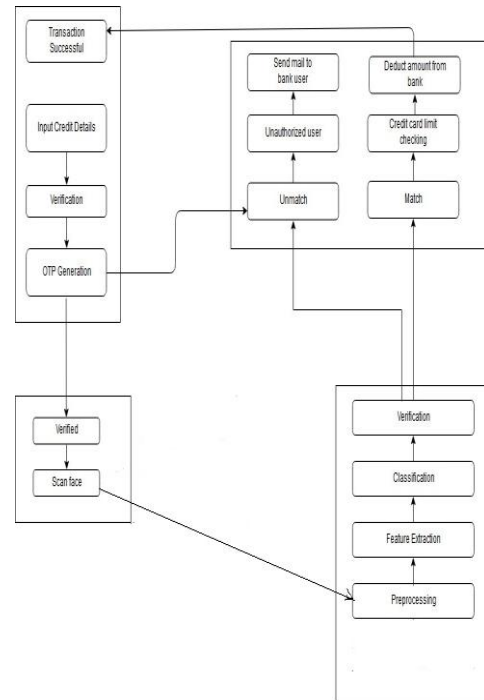 Transaction
Successful
Input Credit Details
Verification
OTP Generation
Send mail to
bank user
Unauthorized user
Unmatch
Deduct amount from
bank
Credit card limit
checking
Match
Verified
Scan face
Verification
Classification
Feature Extraction
Preprocessing